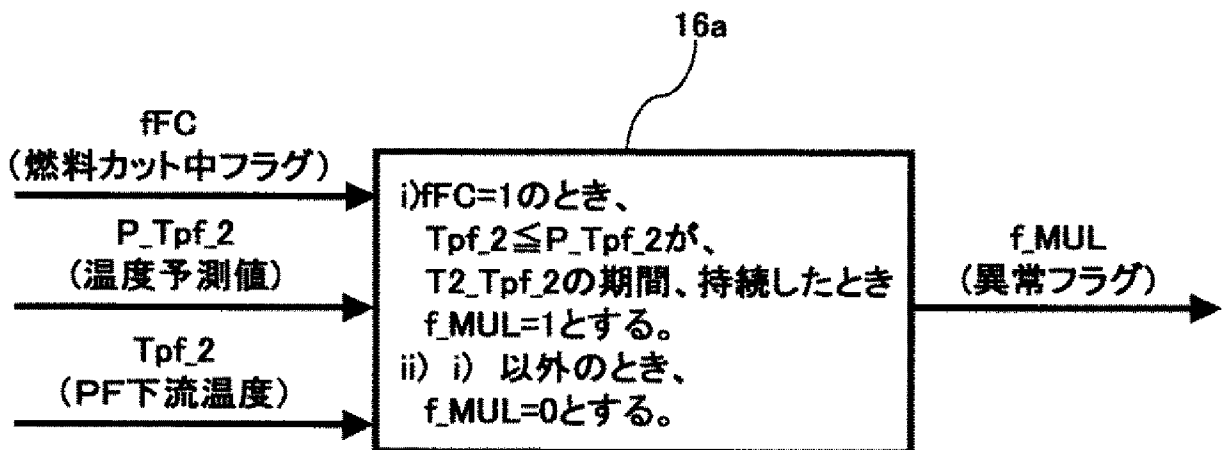 16a
fFC
(燃料カット中フラグ)
P_Tpf_2
(温度予測値)
Tpf_2
(PF下流温度)
i)fFC=1のとき、
Tpf_2≦P_Tpf_2が、
T2_Tpf_2の期間、持続したとき
f_MUL=1とする。
ii) i) 以外のとき、
f_MUL=0とする。
f_MUL
(異常フラグ)